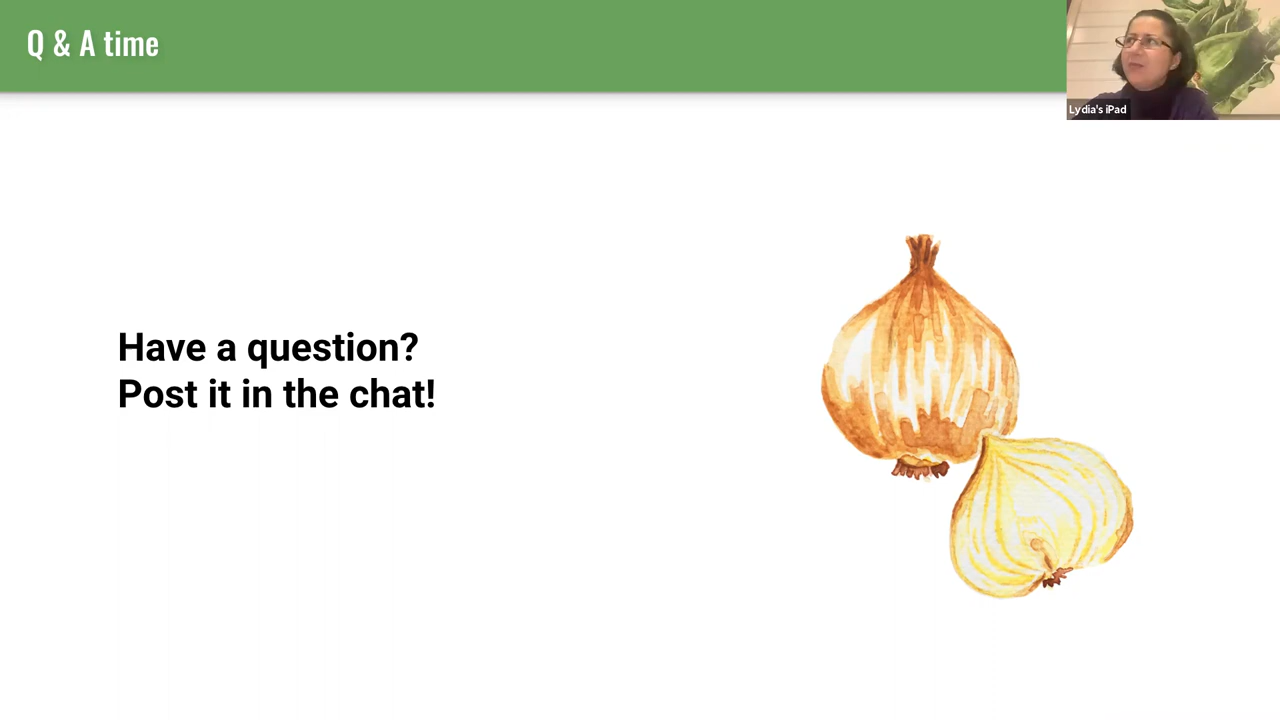 Q & A time
Lydia's iPad
Have a question?
Post it in the chat!